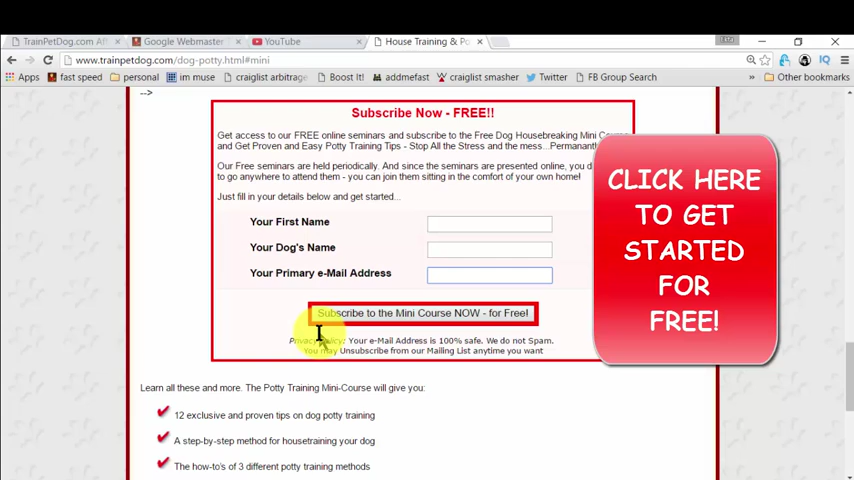 TrainPetDog.com Af
Google Webmaster
YouTube
House Training & Po
www.trainpetdog.com/dog-potty.html#mini
Apps
fast speed
personal
im muse
craiglist arbitrage
Boost It!
addmefast
craiglist smasher
Twitter
FB Group Search
Other bookmarks
-->
Subscribe Now - FREE!!
Get access to our FREE online seminars and subscribe to the Free Dog Housebreaking Mini
and Get Proven and Easy Potty Training Tips - Stop All the Stress and the mess...Permanantly
Our Free seminars are held periodically. And since the seminars are presented online, you
to go anywhere to attend them - you can join them sitting in the comfort of your own home!
Just fill in your details below and get started...
Your First Name
Your Dog's Name
Your Primary e-Mail Address
Subscribe to the Mini Course NOW - for Free!
Privacy Policy: Your e-Mail Address is 100% safe. We do not Spam.
You may Unsubscribe from our Mailing List anytime you want
CLICK HERE
TO GET
STARTED
FOR
FREE!
Learn all these and more. The Potty Training Mini-Course will give you:
12 exclusive and proven tips on dog potty training
A step-by-step method for housetraining your dog
The how-to's of 3 different potty training methods